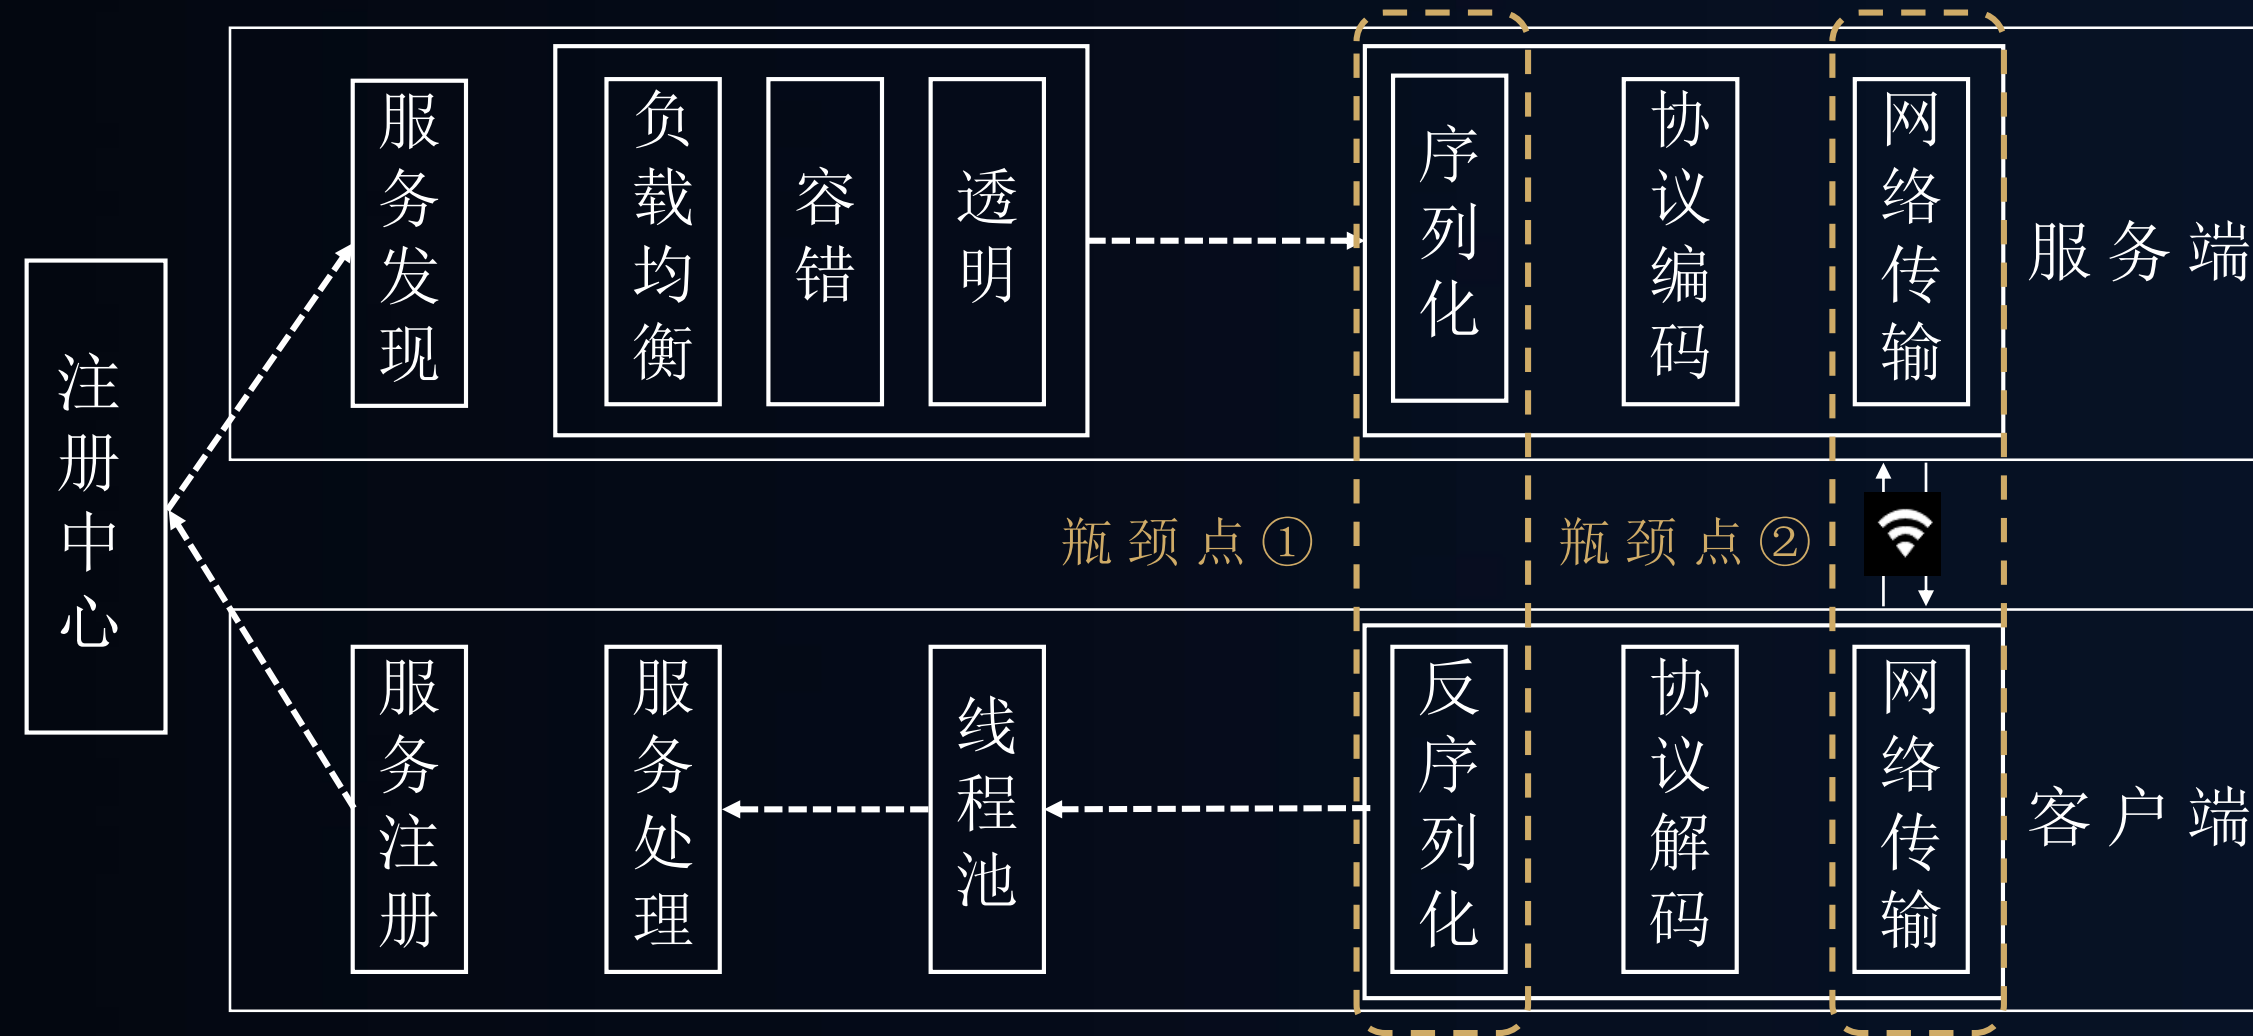 注册中心
服务发现
负载均衡
容错
透明
序列化
协议编码
网络传输
服务端
瓶颈点①
瓶颈点②
服务注册
服务处理
线程池
反序列化
协议解码
网络传输
客户端